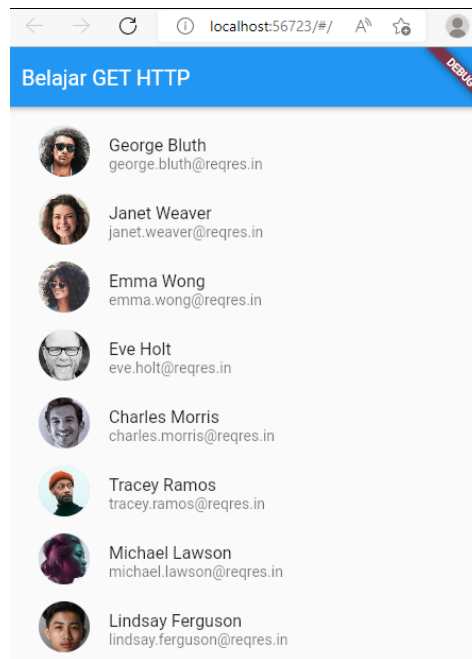 localhost:56723/#/
Belajar GET HTTP
DEBUG
George Bluth
george.bluth@reqres.in
Janet Weaver
janet.weaver@reqres.in
Emma Wong
emma.wong@reqres.in
Eve Holt
eve.holt@reqres.in
Charles Morris
charles.morris@reqres.in
Tracey Ramos
tracey.ramos@reqres.in
Michael Lawson
michael.lawson@reqres.in
Lindsay Ferguson
lindsay.ferguson@reqres.in